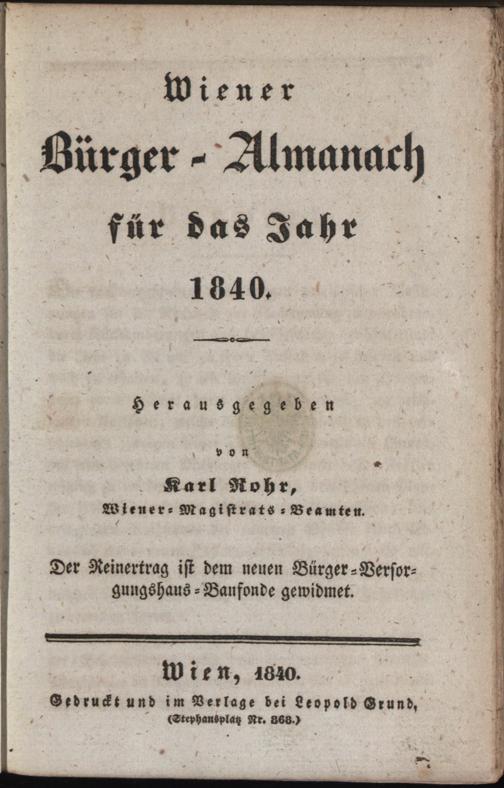 Wiener
Bürger - Almanach
für das Jahr
1840.
Herausgegeben
von
Karl Rohr,
Wiener-Magistrats-Beamten.
Der Reinertrag ist dem neuen Bürger-Versor-
gungshaus-Baufonde gewidmet.
Wien, 1840.
Gedruckt und im Verlage bei Leopold Grund,
(Stephansplatz Nr. 868.)